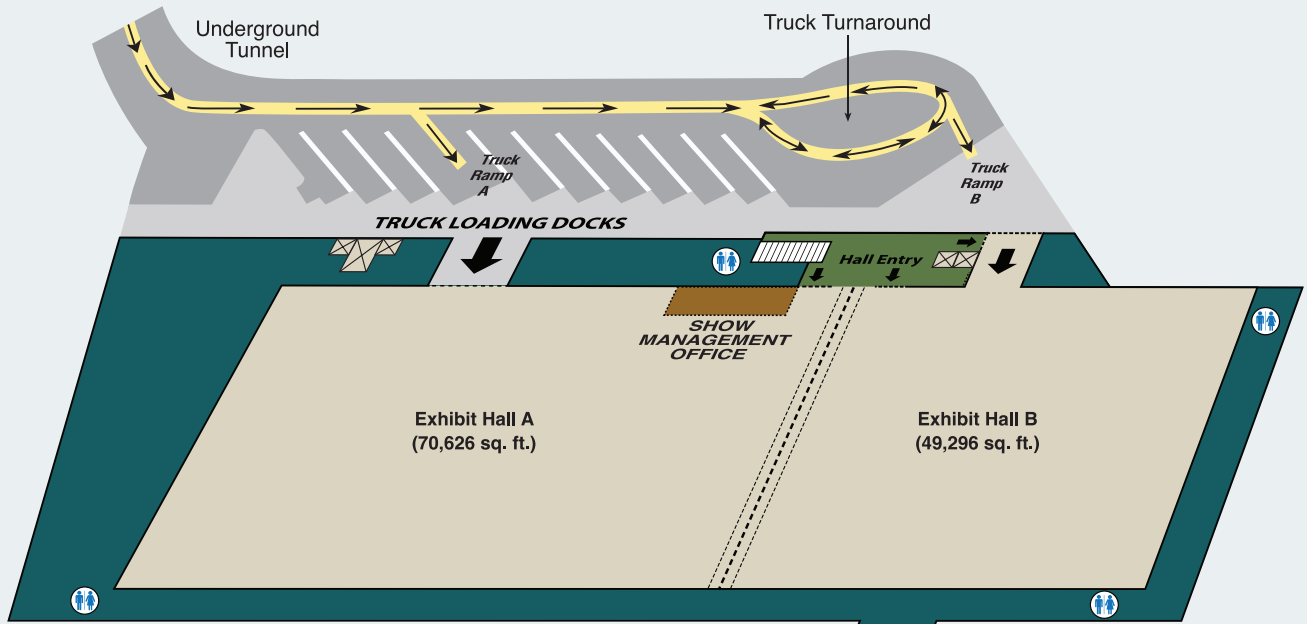 Underground
Tunnel
Truck Turnaround
Truck
Ramp
A
Truck
Ramp
B
TRUCK LOADING DOCKS
Hall Entry
SHOW
MANAGEMENT
OFFICE
Exhibit Hall A
(70,626 sq. ft.)
Exhibit Hall B
(49,296 sq. ft.)